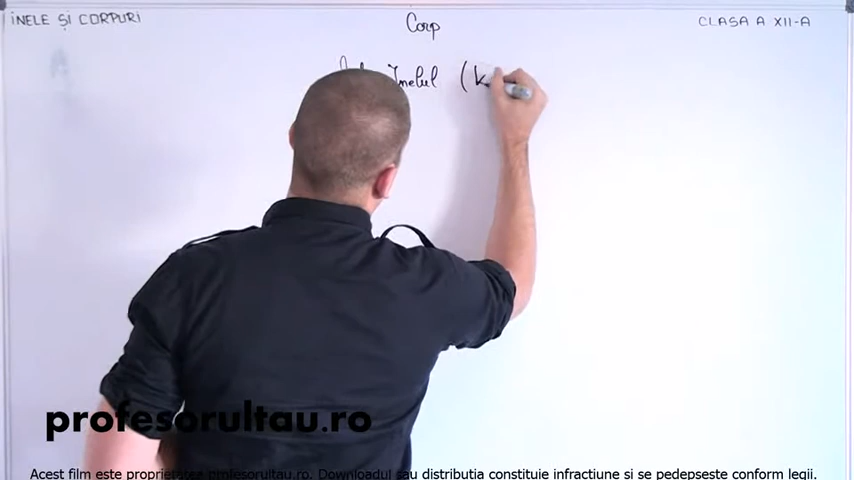 INELE ȘI CORPURI
Corp
CLASA A XII-A
Inelul (K
profesorultau.ro
Acest film este proprietatea profesorultau.ro. Downloadul sau distributia constituie infractiune si se pedepseste conform legii.